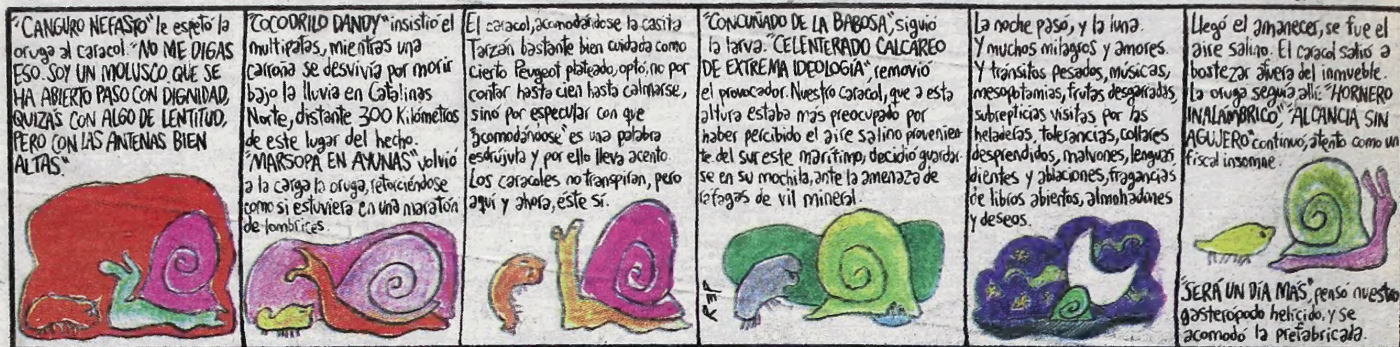 "CANGURO NEFASTO" le espetó la
oruga al caracol. "NO ME DIGAS
ESO. SOY UN MOLUSCO QUE SE
HA ABIERTO PASO CON DIGNIDAD,
QUIZÁS CON ALGO DE LENTITUD,
PERO CON LAS ANTENAS BIEN
ALTAS."
"COCODRILO DANDY" insistió el
multipatas, mientras una
carroña se desvivía por morir
bajo la lluvia en Catalinas
Norte, distante 300 Kilómetros
de este lugar del hecho.
"MARSOPA EN AYUNAS" volvió
a la carga la oruga, retorciéndose
como si estuviera en una maratón
de lombrices.
El caracol, acomodándose la casita
Tarzán bastante bien cuidada como
cierto Peugeot plateado, optó, no por
contar hasta cien hasta calmarse,
sino por especular con que
"acomodándose" es una palabra
esdrújula y por ello lleva acento.
Los caracoles no transpiran, pero
aquí y ahora, éste sí.
"CONCUÑADO DE LA BABOSA", siguió
la larva. "CELENTERADO CALCÁREO
DE EXTREMA IDEOLOGÍA", removió
el provocador. Nuestro caracol, que a esta
altura estaba más preocupado por
haber percibido el aire salino provenien-
te del sureste marítimo, decidió guardar-
se en su mochila, ante la amenaza de
ráfagas de vil mineral.
REP
La noche pasó, y la luna.
Y muchos milagros y amores.
Y tránsitos pesados, músicas,
mesopotamias, frutas desgarradas,
subrepticias visitas por las
heladeras, tolerancias, collares
desprendidos, malvones, lenguas,
dientes y ablaciones, fragancias
de libros abiertos, almohadones
y deseos.
Llegó el amanecer, se fue el
aire salino. El caracol salió a
bostezar afuera del inmueble.
La oruga seguía allí: "HORNERO
INALÁMBRICO", "ALCANCÍA SIN
AGUJERO" continuó, atento como un
fiscal insomne.
"SERÁ UN DÍA MÁS", pensó nuestro
gasterópodo helícido, y se
acomodó la prefabricada.